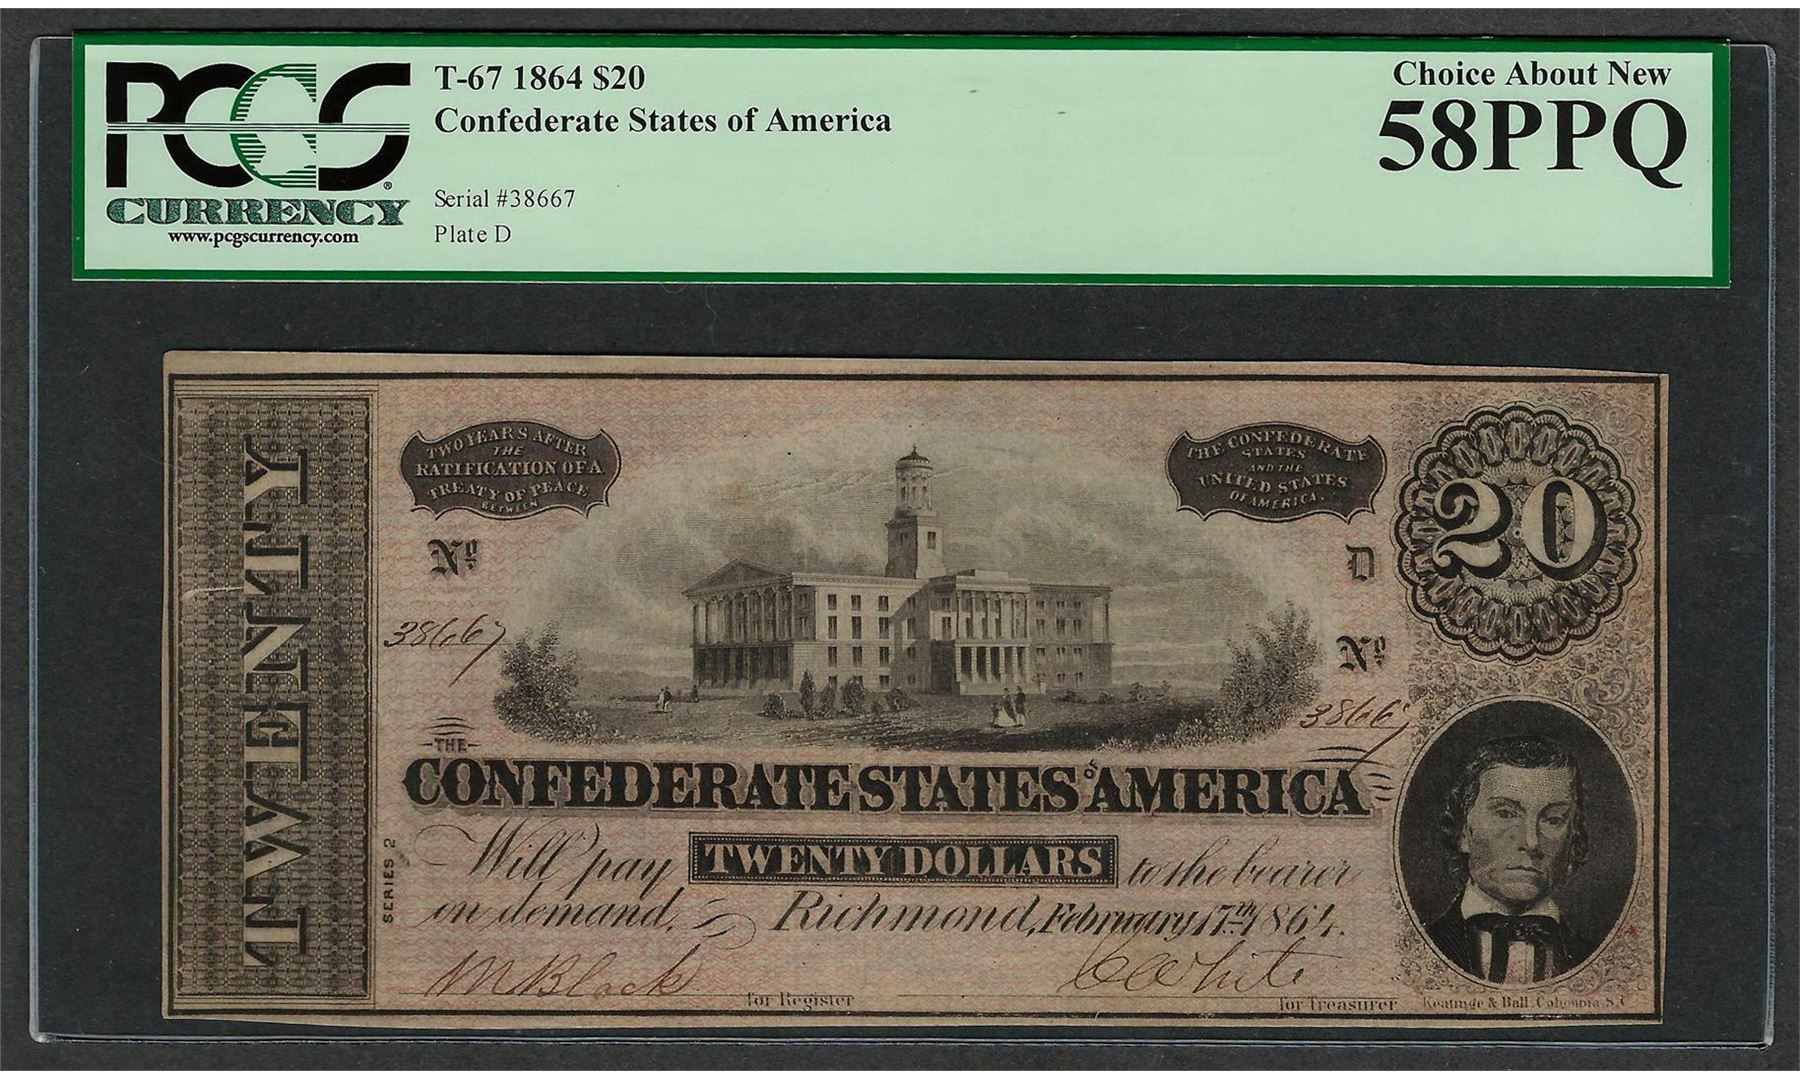 PCGS
CURRENCY
www.pcgscurrency.com
T-67 1864 $20
Confederate States of America
Serial #38667
Plate D
Choice About New
58PPQ
TWENTY
TWO YEARS AFTER
THE
RATIFICATION OF A
TREATY OF PEACE
BETWEEN
THE CONFEDERATE
STATES
AND THE
UNITED STATES
OF AMERICA.
20
No
D
38667
No
38667
THE
CONFEDERATE STATES OF AMERICA
SERIES 2
Will pay TWENTY DOLLARS to the bearer
on demand. Richmond, February 17th 1864.
M Black for Register C White for Treasurer
Keatinge & Ball, Columbia S.C.